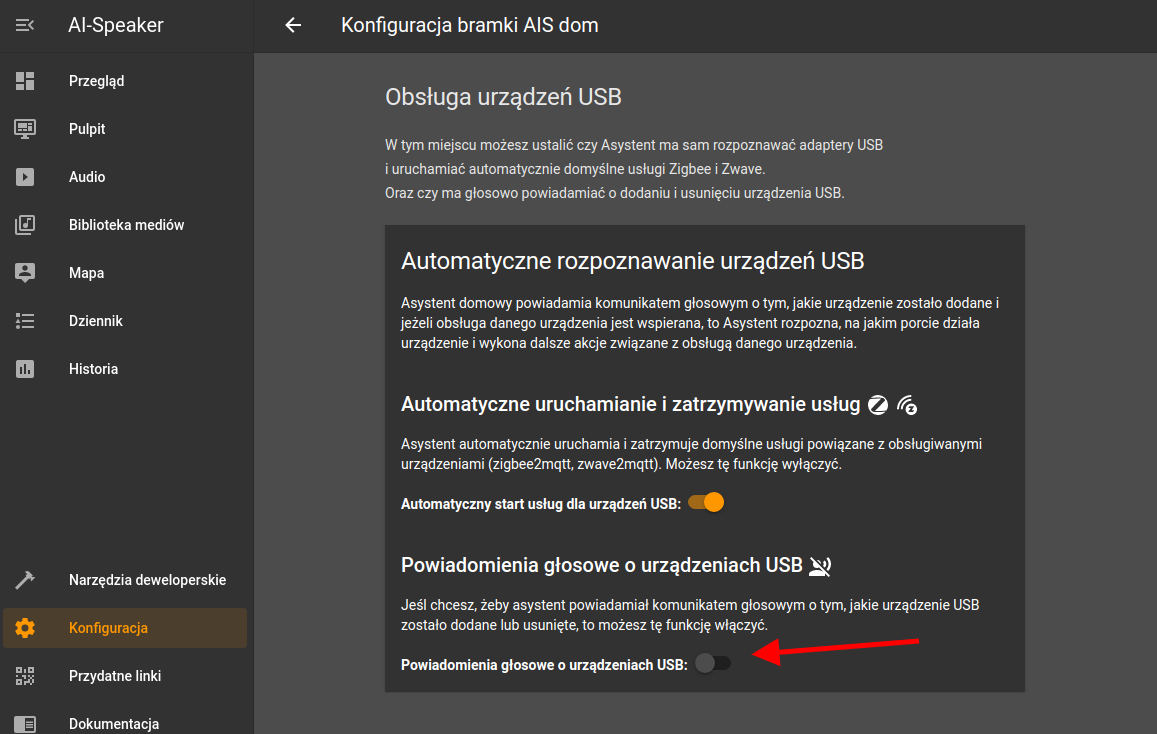 AI-Speaker
Konfiguracja bramki AIS dom
Przegląd
Pulpit
Audio
Biblioteka mediów
Mapa
Dziennik
Historia
Narzędzia deweloperskie
Konfiguracja
Przydatne linki
Dokumentacja
Obsługa urządzeń USB
W tym miejscu możesz ustalić czy Asystent ma sam rozpoznawać adaptery USB
i uruchamiać automatycznie domyślne usługi Zigbee i Zwave.
Oraz czy ma głosowo powiadamiać o dodaniu i usunięciu urządzenia USB.
Automatyczne rozpoznawanie urządzeń USB
Asystent domowy powiadamia komunikatem głosowym o tym, jakie urządzenie zostało dodane i
jeżeli obsługa danego urządzenia jest wspierana, to Asystent rozpozna, na jakim porcie działa
urządzenie i wykona dalsze akcje związane z obsługą danego urządzenia.
Automatyczne uruchamianie i zatrzymywanie usług
Asystent automatycznie uruchamia i zatrzymuje domyślne usługi powiązane z obsługiwanymi
urządzeniami (zigbee2mqtt, zwave2mqtt). Możesz tę funkcję wyłączyć.
Automatyczny start usług dla urządzeń USB:
Powiadomienia głosowe o urządzeniach USB
Jeśl chcesz, żeby asystent powiadamiał komunikatem głosowym o tym, jakie urządzenie USB
zostało dodane lub usunięte, to możesz tę funkcję włączyć.
Powiadomienia głosowe o urządzeniach USB: